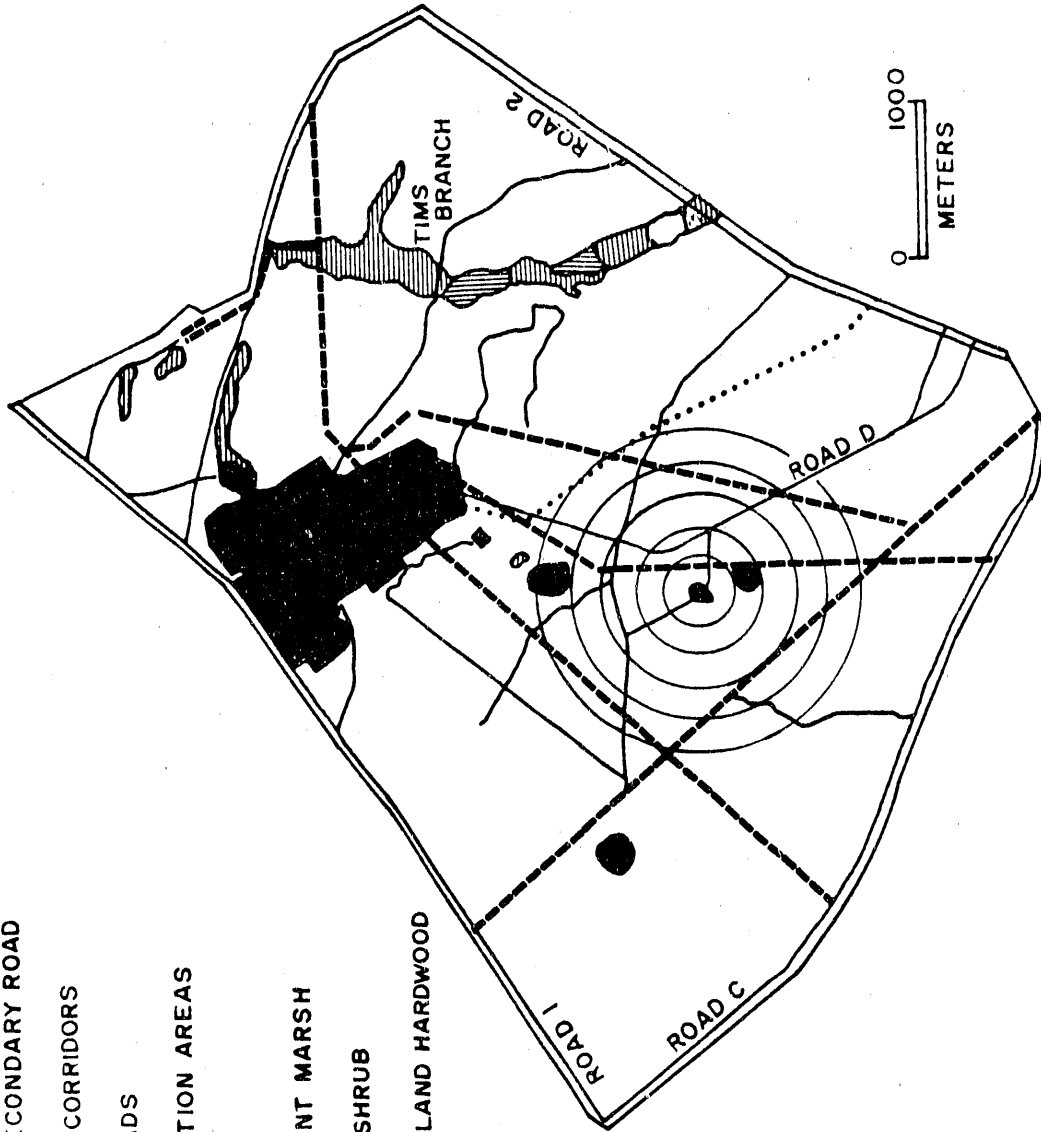 CONDARY ROAD
CORRIDORS
DS
TION AREAS
NT MARSH
SHRUB
LAND HARDWOOD
ROAD 1
ROAD C
ROAD 2
TIMS
BRANCH
ROAD D
0 1000
METERS